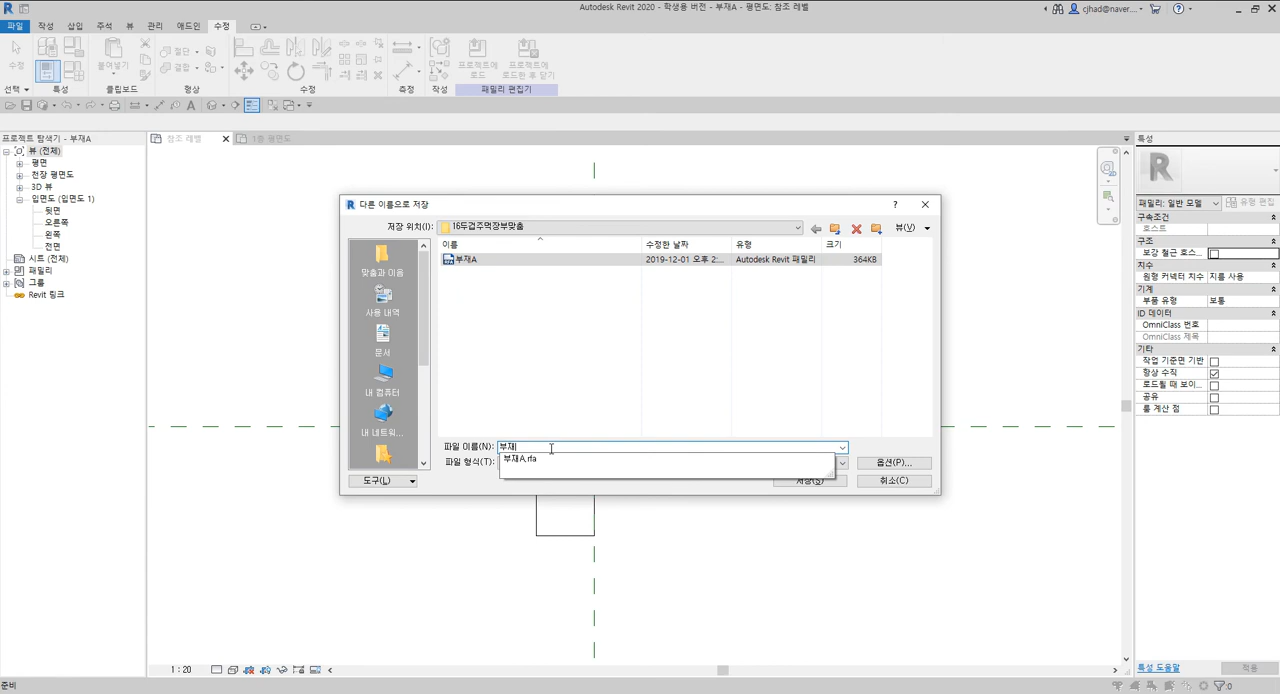 Autodesk Revit 2020 - 학생용 버전 - 부재A - 평면도: 참조 레벨
cjhad@naver....
파일 작성 삽입 주석 뷰 관리 애드인 수정
수정
붙여넣기
절단
결합
프로젝트에 로드
프로젝트에 로드한 후 닫기
선택 특성 클립보드 형상 수정 측정 작성 패밀리 편집기
프로젝트 탐색기 - 부재A
뷰 (전체)
평면
천장 평면도
3D 뷰
입면도 (입면도 1)
뒷면
오른쪽
왼쪽
전면
시트 (전체)
패밀리
그룹
Revit 링크
참조 레벨
1층 평면도
다른 이름으로 저장
저장 위치(I): 16두겁주먹장부맞춤 뷰(V)
이름 수정한 날짜 유형 크기
부재A 2019-12-01 오후 2:... Autodesk Revit 패밀리 364KB
맞춤과 이음
사용 내역
문서
내 컴퓨터
내 네트워...
파일 이름(N): 부재
부재A.rfa
파일 형식(T):
옵션(P)...
도구(L)
저장(S)
취소(C)
특성
패밀리: 일반 모델
유형 편집
구속조건
호스트
구조
보강 철근 호스...
치수
원형 커넥터 치수 지름 사용
기계
부품 유형 보통
ID 데이터
OmniClass 번호
OmniClass 제목
기타
작업 기준면 기반
항상 수직
로드될 때 보이...
공유
룸 계산 점
특성 도움말
적용
1 : 20
준비
:0